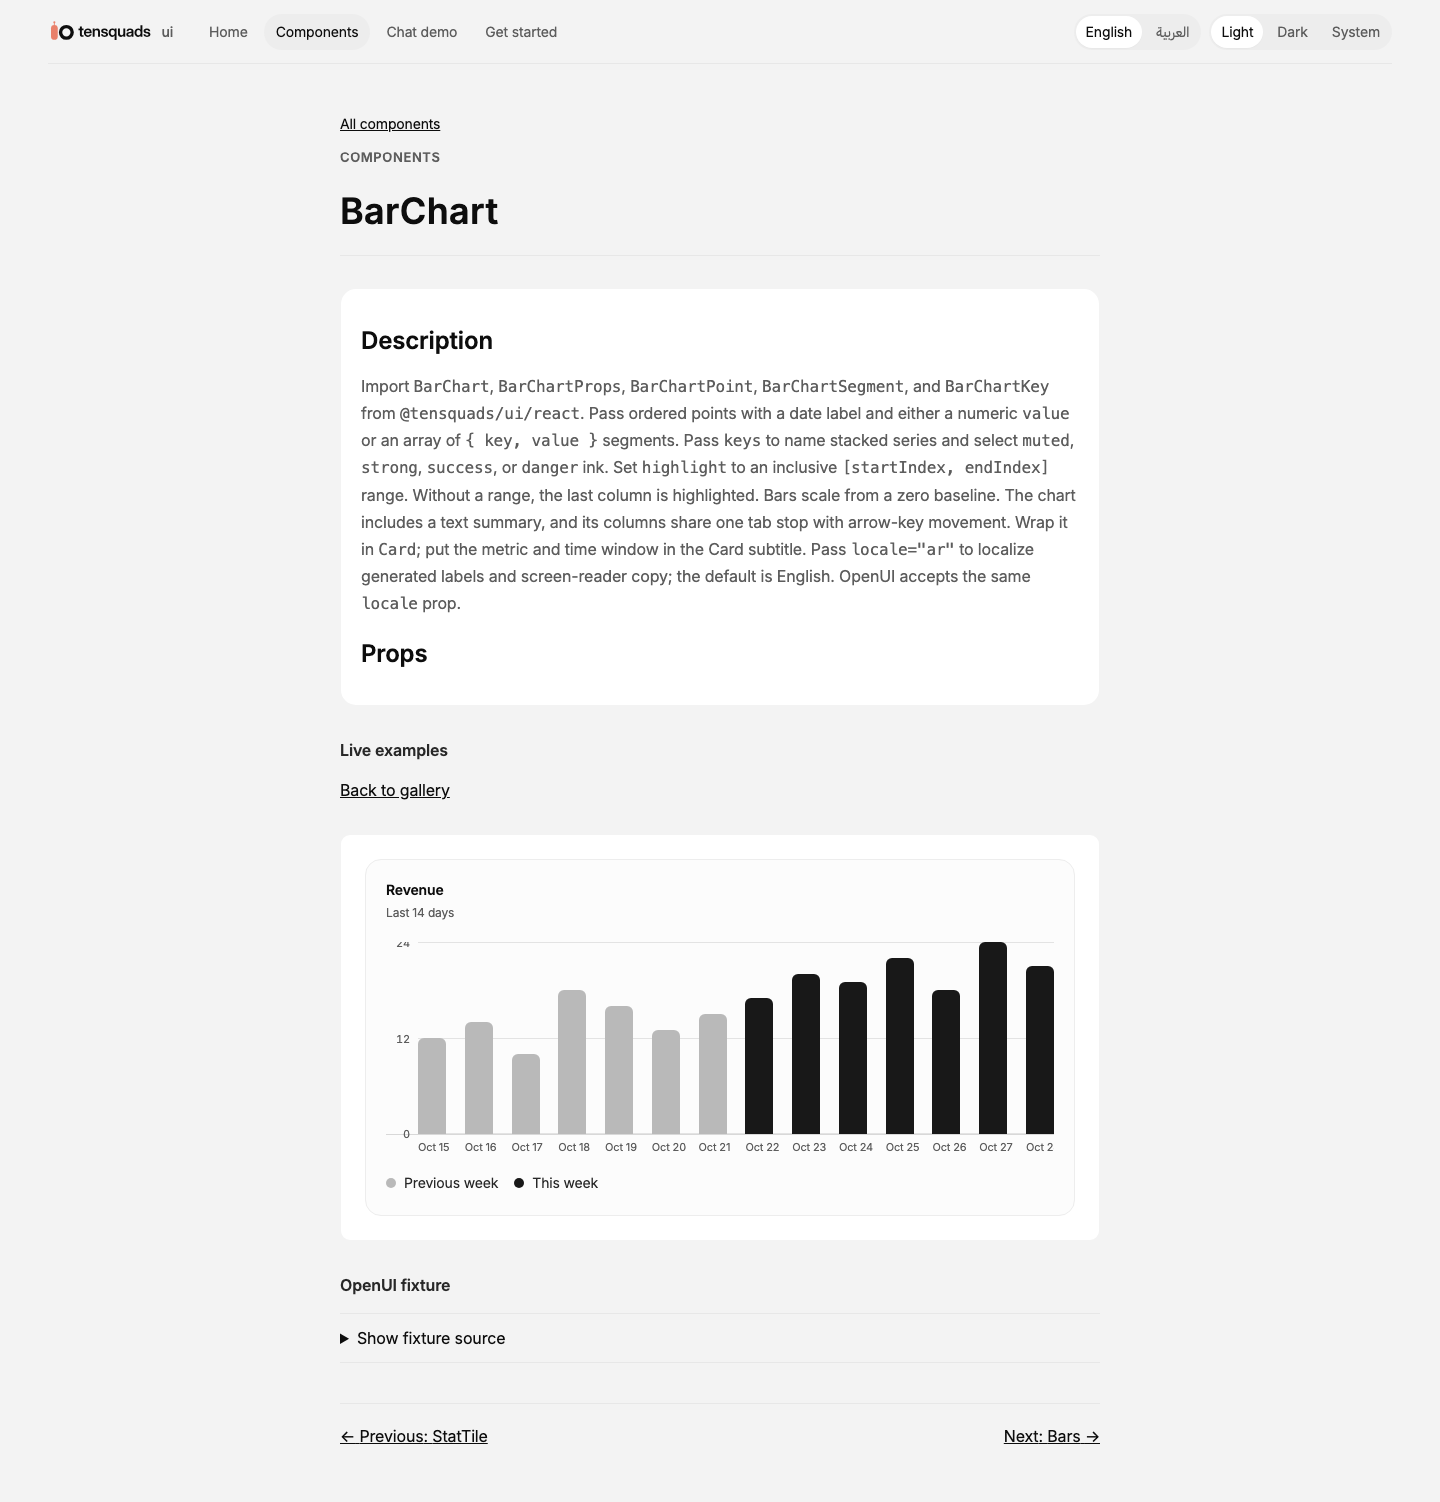 tensquads ui Home Components Chat demo Get started English العربية Light Dark System
All components
COMPONENTS
BarChart
Description
Import BarChart, BarChartProps, BarChartPoint, BarChartSegment, and BarChartKey
from @tensquads/ui/react. Pass ordered points with a date label and either a numeric value
or an array of { key, value } segments. Pass keys to name stacked series and select muted,
strong, success, or danger ink. Set highlight to an inclusive [startIndex, endIndex]
range. Without a range, the last column is highlighted. Bars scale from a zero baseline. The chart
includes a text summary, and its columns share one tab stop with arrow-key movement. Wrap it
in Card; put the metric and time window in the Card subtitle. Pass locale="ar" to localize
generated labels and screen-reader copy; the default is English. OpenUI accepts the same
locale prop.
Props
Live examples
Back to gallery
Revenue
Last 14 days
24
12
0
Oct 15 Oct 16 Oct 17 Oct 18 Oct 19 Oct 20 Oct 21 Oct 22 Oct 23 Oct 24 Oct 25 Oct 26 Oct 27 Oct 2
Previous week This week
OpenUI fixture
▶ Show fixture source
← Previous: StatTile Next: Bars →